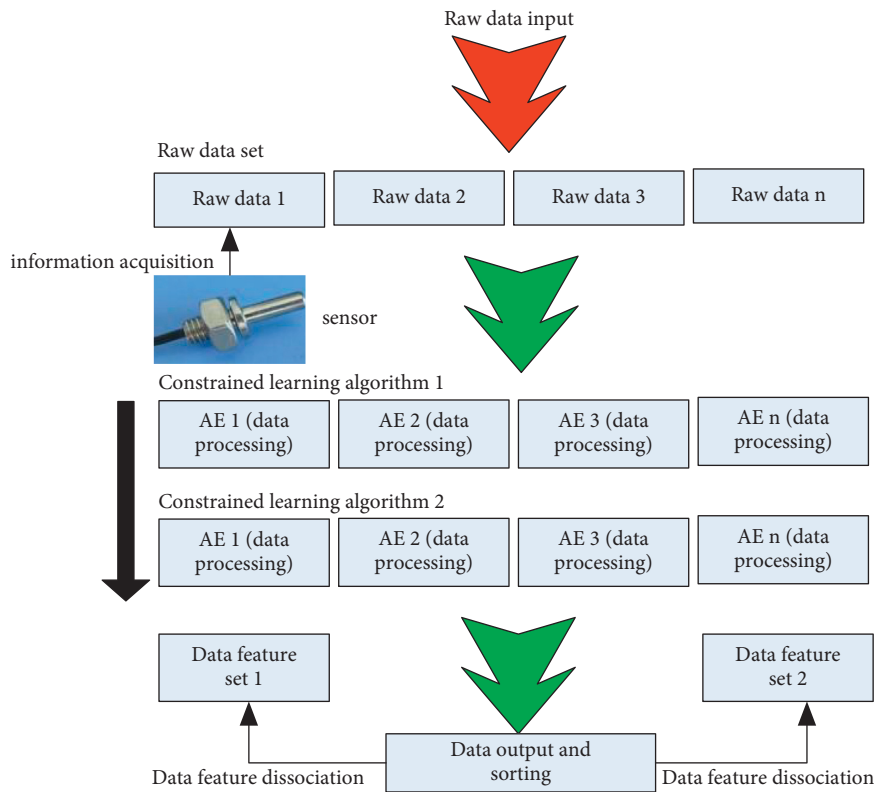 Raw data input
Raw data set
Raw data 1
Raw data 2
Raw data 3
Raw data n
information acquisition
sensor
Constrained learning algorithm 1
AE 1 (data
processing)
AE 2 (data
processing)
AE 3 (data
processing)
AE n (data
processing)
Constrained learning algorithm 2
AE 1 (data
processing)
AE 2 (data
processing)
AE 3 (data
processing)
AE n (data
processing)
Data feature
set 1
Data feature
set 2
Data output and
sorting
Data feature dissociation
Data feature dissociation